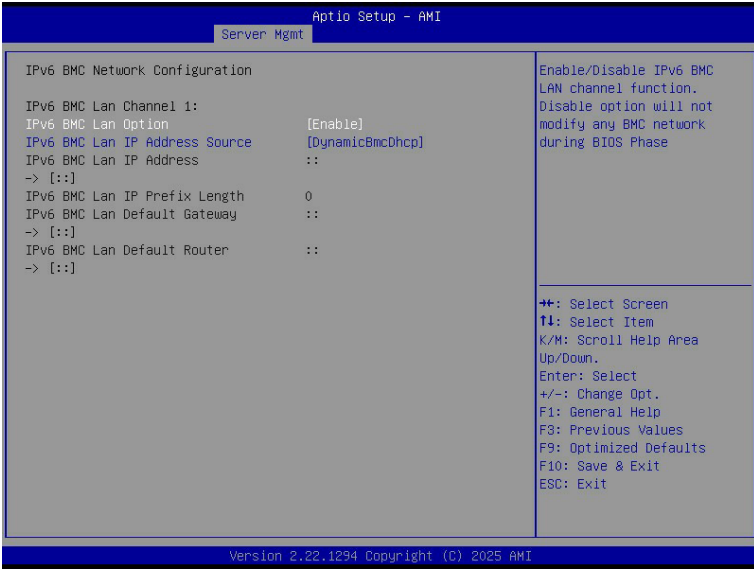 Aptio Setup – AMI
Server Mgmt
IPv6 BMC Network Configuration
IPv6 BMC Lan Channel 1:
IPv6 BMC Lan Option [Enable]
IPv6 BMC Lan IP Address Source [DynamicBmcDhcp]
IPv6 BMC Lan IP Address ::
-> [::]
IPv6 BMC Lan IP Prefix Length 0
IPv6 BMC Lan Default Gateway ::
-> [::]
IPv6 BMC Lan Default Router ::
-> [::]
Enable/Disable IPv6 BMC
LAN channel function.
Disable option will not
modify any BMC network
during BIOS Phase
→←: Select Screen
↑↓: Select Item
K/M: Scroll Help Area
Up/Down.
Enter: Select
+/-: Change Opt.
F1: General Help
F3: Previous Values
F9: Optimized Defaults
F10: Save & Exit
ESC: Exit
Version 2.22.1294 Copyright (C) 2025 AMI